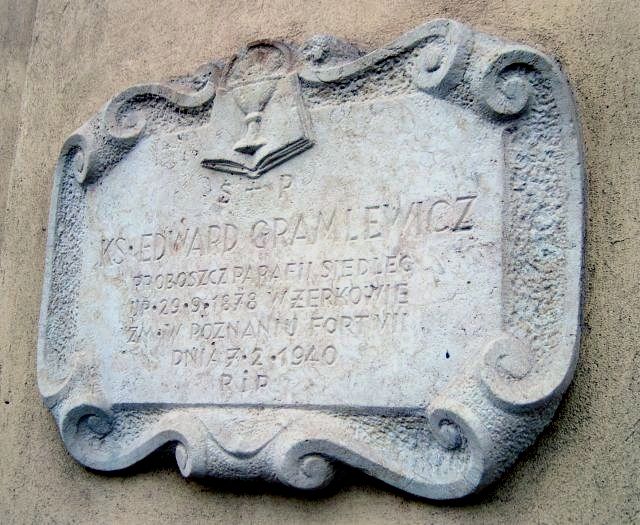 Ś + P
KS · EDWARD GRAMLEWICZ
PROBOSZCZ PARAFII SIEDLEC
UR · 29 · 9 · 1878 W ŻERKOWIE
ZM · W POZNANIU FORT VII
DNIA 7 · 2 · 1940
R i P